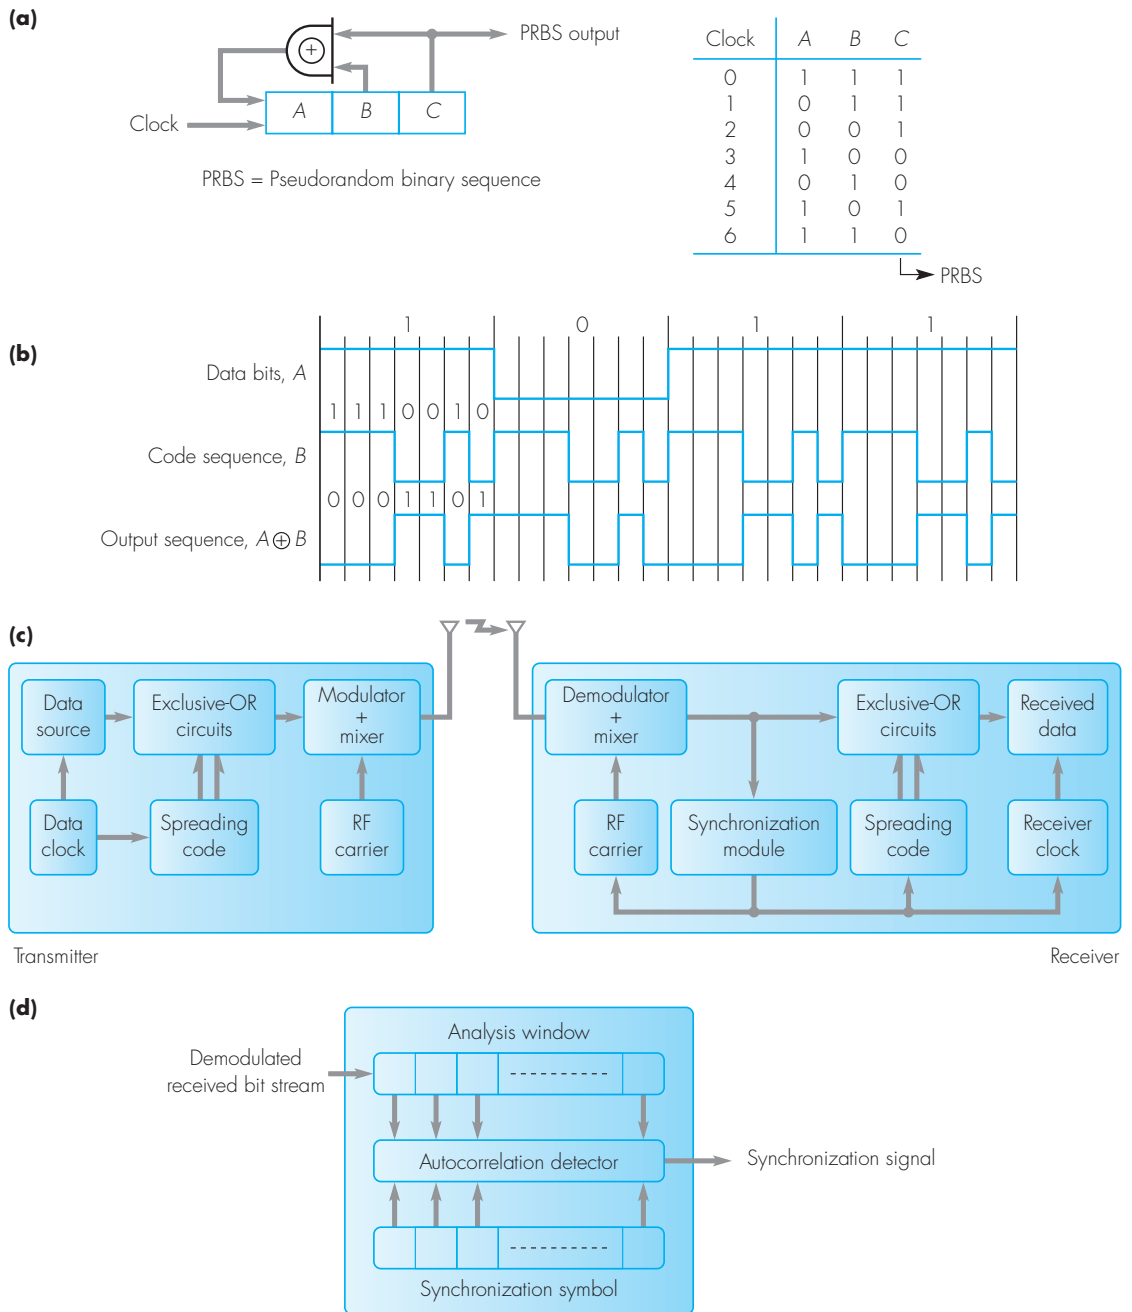 (a)
PRBS output
+
A B C
Clock
PRBS = Pseudorandom binary sequence
Clock A B C
0 1 1 1
1 0 1 1
2 0 0 1
3 1 0 0
4 0 1 0
5 1 0 1
6 1 1 0
PRBS
(b)
1 0 1 1
Data bits, A
1 1 1 0 0 1 0
Code sequence, B
0 0 0 1 1 0 1
Output sequence, A ⊕ B
(c)
Data
source
Exclusive-OR
circuits
Modulator
+
mixer
Data
clock
Spreading
code
RF
carrier
Transmitter
Demodulator
+
mixer
Exclusive-OR
circuits
Received
data
RF
carrier
Synchronization
module
Spreading
code
Receiver
clock
Receiver
(d)
Analysis window
Demodulated
received bit stream
Autocorrelation detector
Synchronization signal
Synchronization symbol